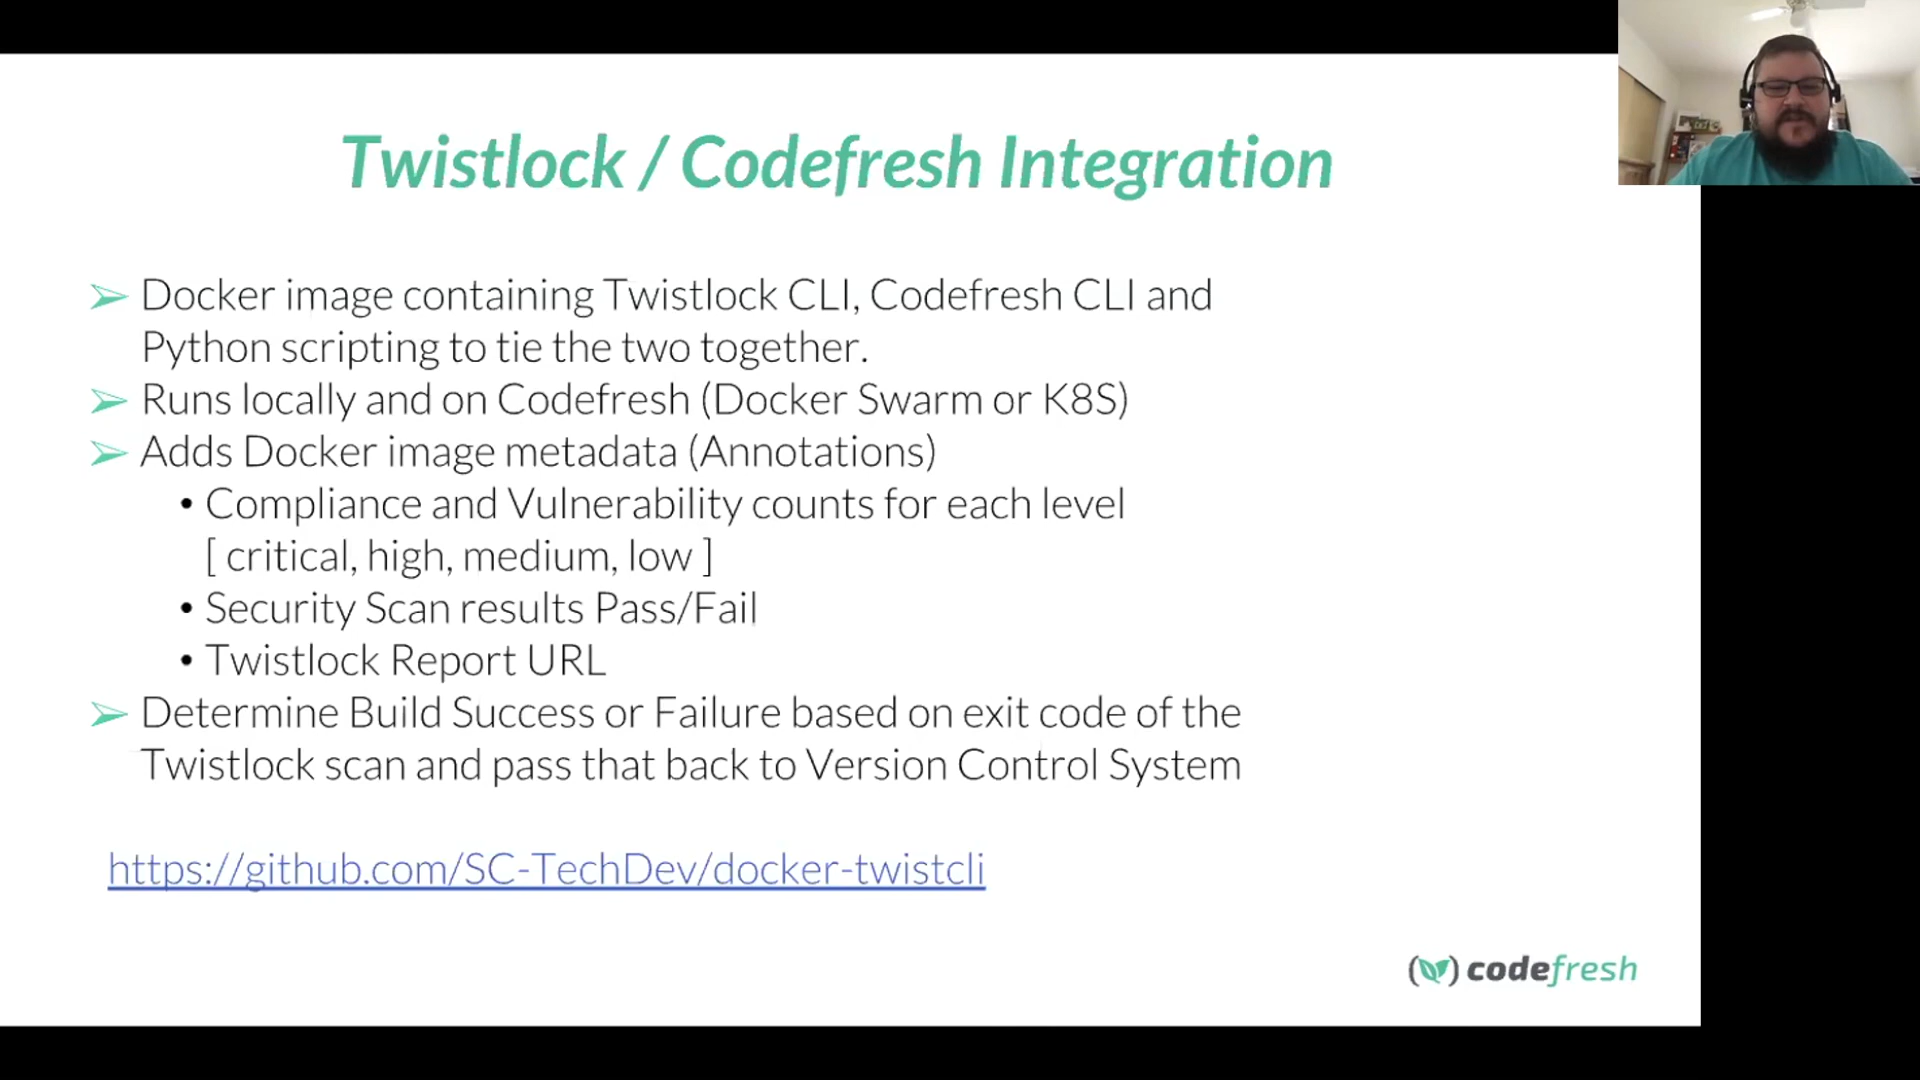 Twistlock / Codefresh Integration
➢ Docker image containing Twistlock CLI, Codefresh CLI and
Python scripting to tie the two together.
➢ Runs locally and on Codefresh (Docker Swarm or K8S)
➢ Adds Docker image metadata (Annotations)
• Compliance and Vulnerability counts for each level
[ critical, high, medium, low ]
• Security Scan results Pass/Fail
• Twistlock Report URL
➢ Determine Build Success or Failure based on exit code of the
Twistlock scan and pass that back to Version Control System
https://github.com/SC-TechDev/docker-twistcli
codefresh